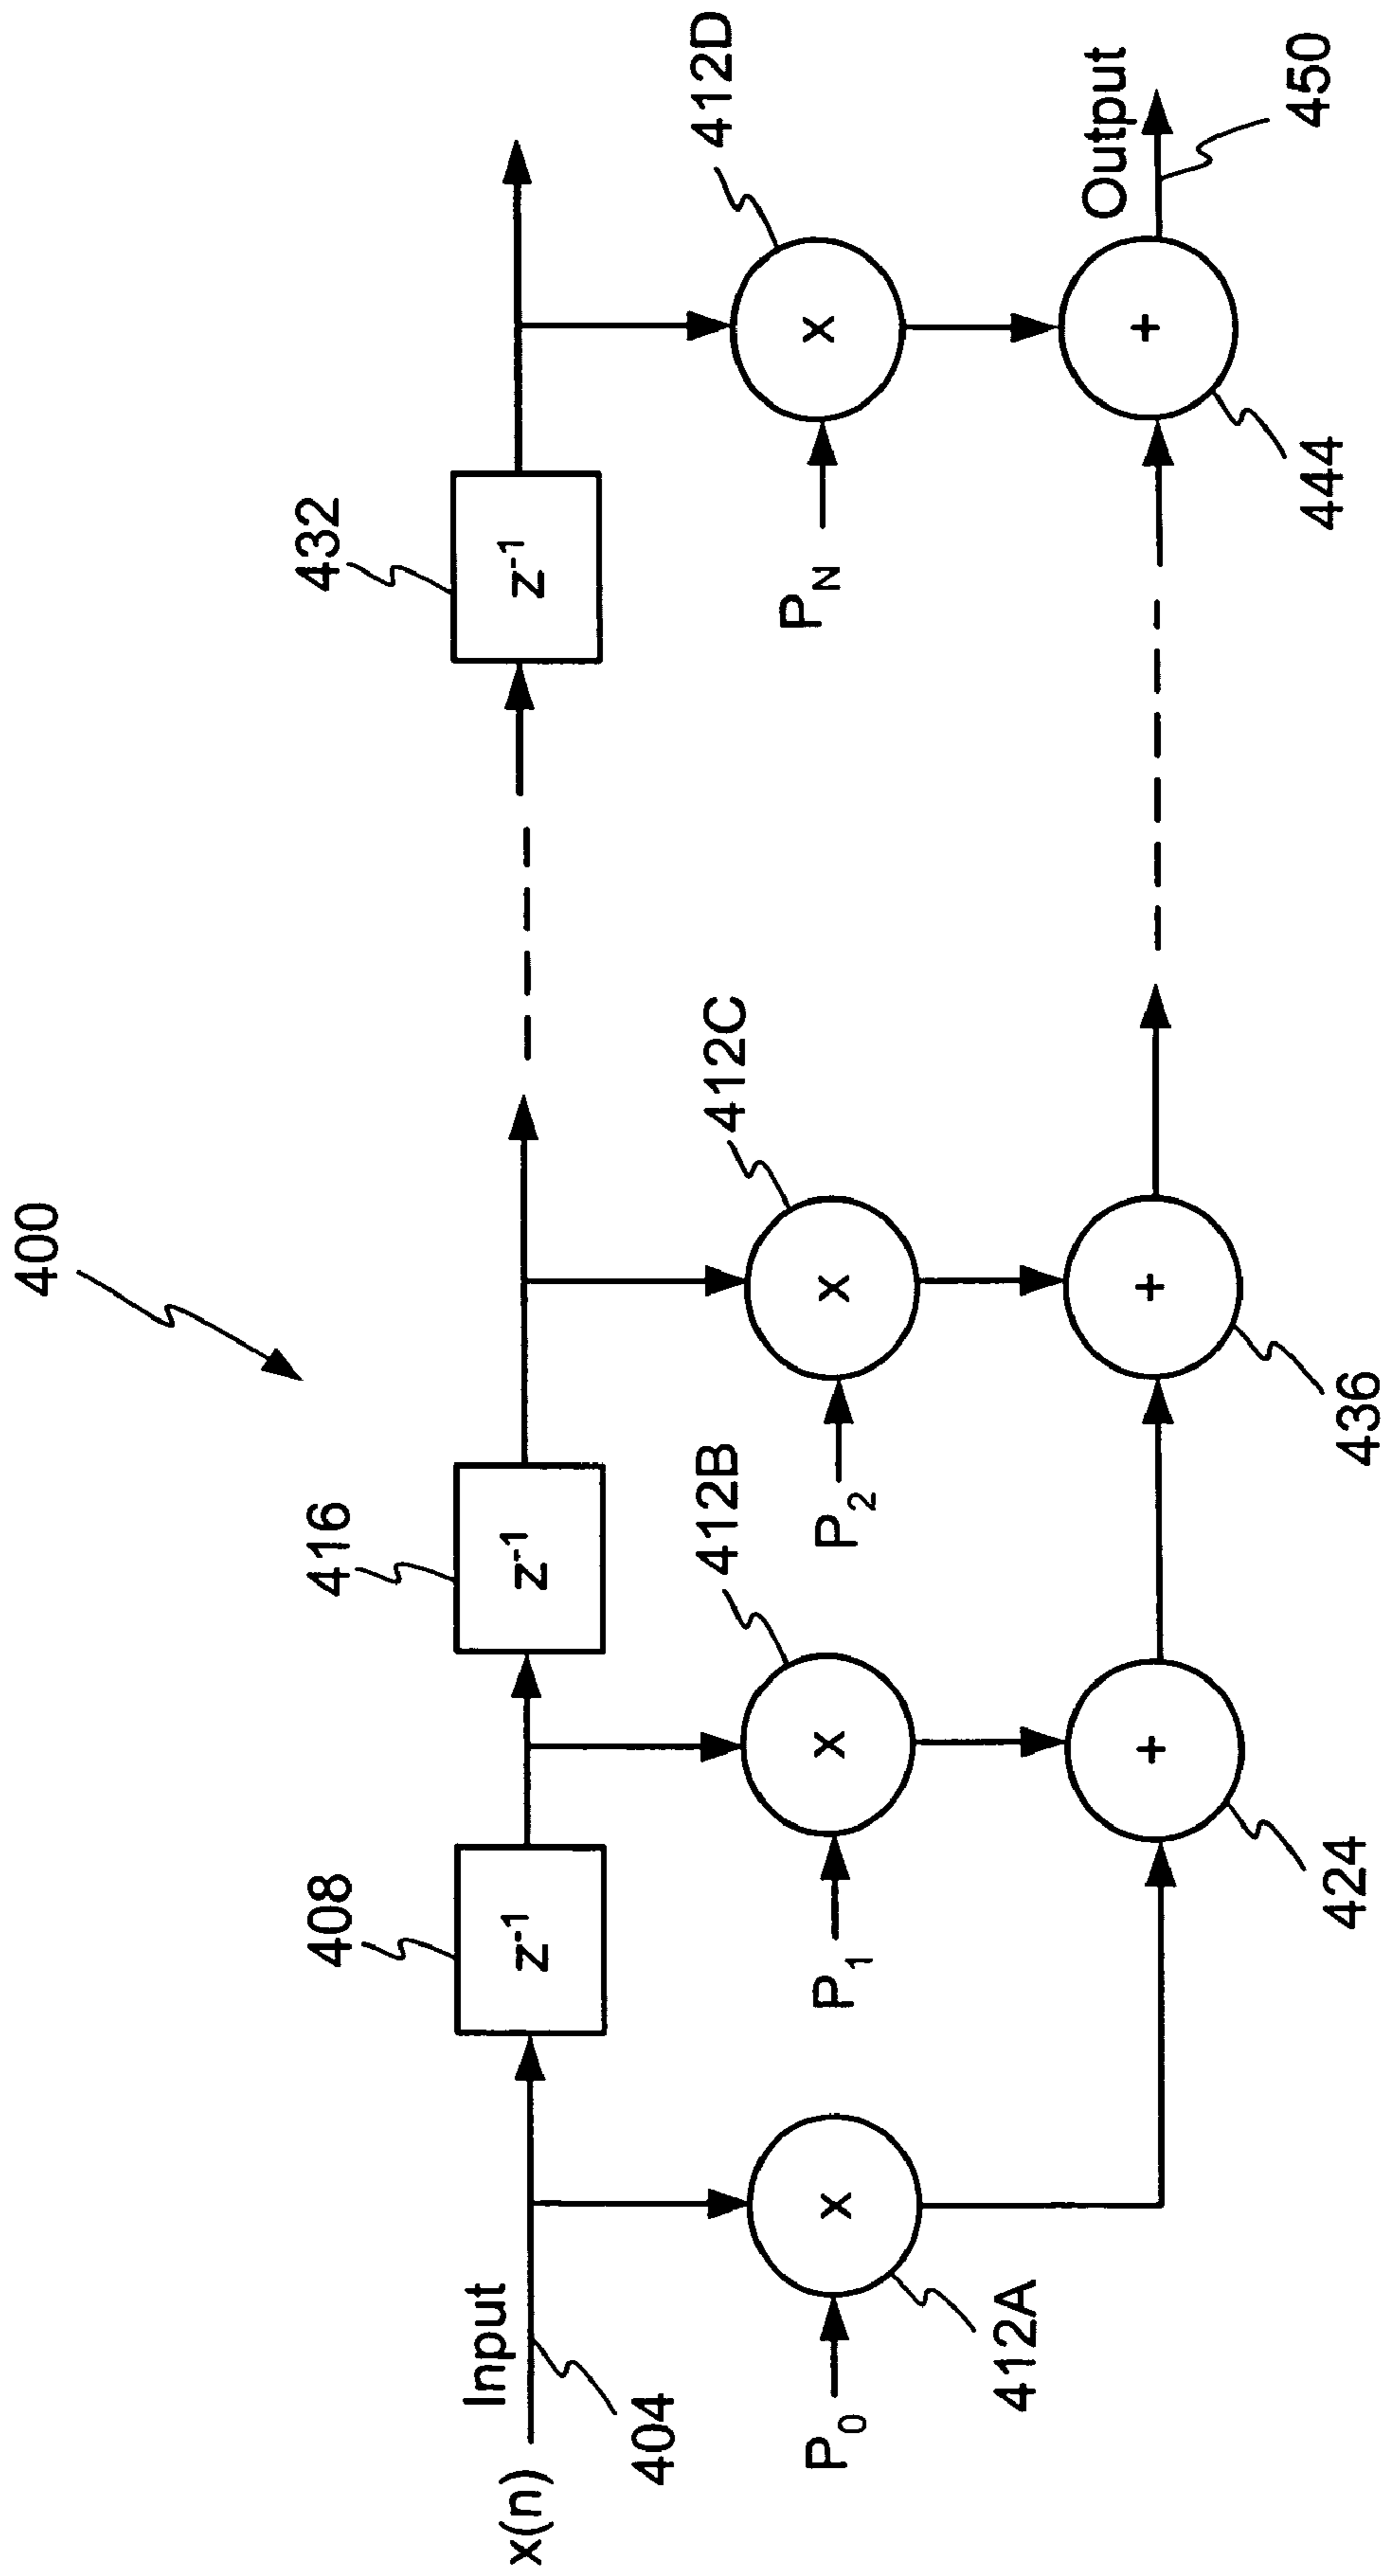 400
432
416
408
z⁻¹
z⁻¹
z⁻¹
x(n)
Input
404
412D
412C
412B
412A
x
x
x
x
P₀
P₁
P₂
P_N
+
+
+
Output
424
436
444
450